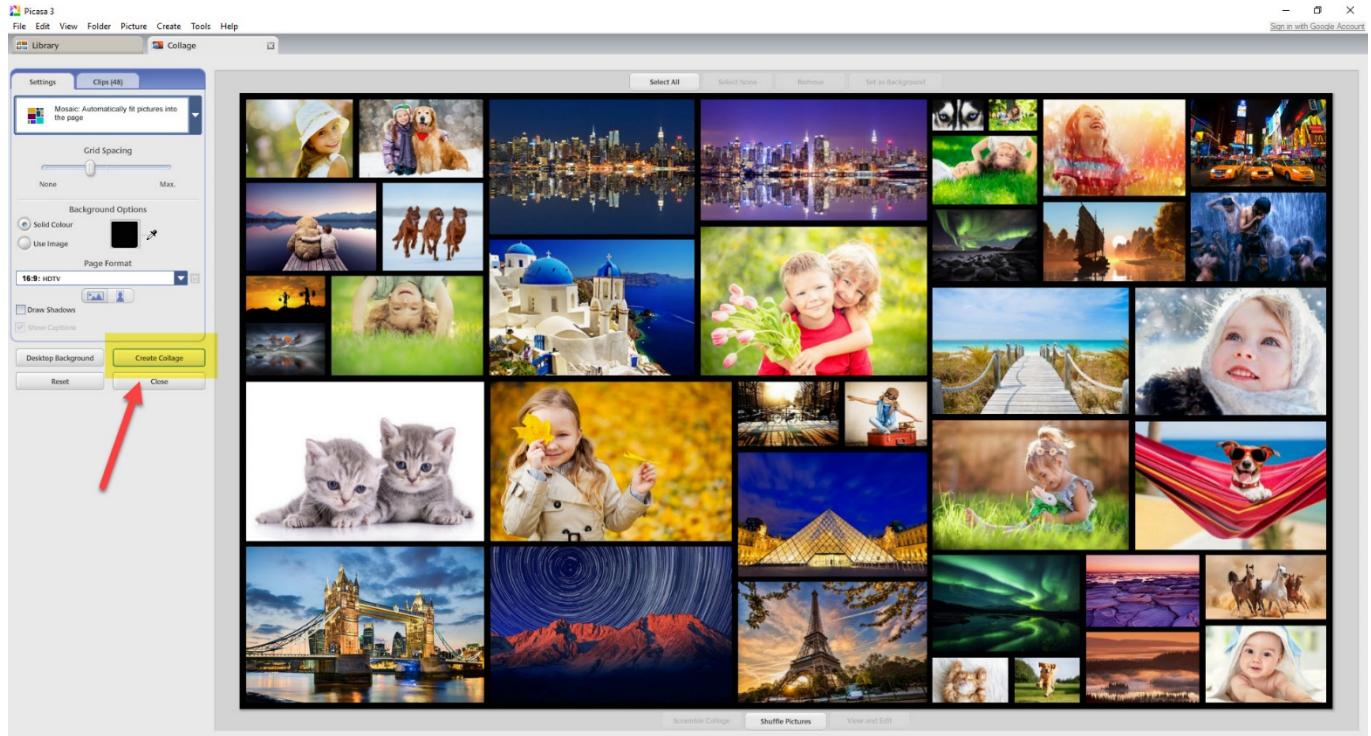 Picasa 3
File Edit View Folder Picture Create Tools Help
Sign in with Google Account
Library
Collage
Settings
Clips (48)
Mosaic: Automatically fit pictures into
the page
Grid Spacing
None
Max.
Background Options
Solid Colour
Use Image
Page Format
16:9: HDTV
Draw Shadows
Show Captions
Desktop Background
Create Collage
Reset
Close
Select All
Select None
Remove
Set as Background
Scramble Collage
Shuffle Pictures
View and Edit